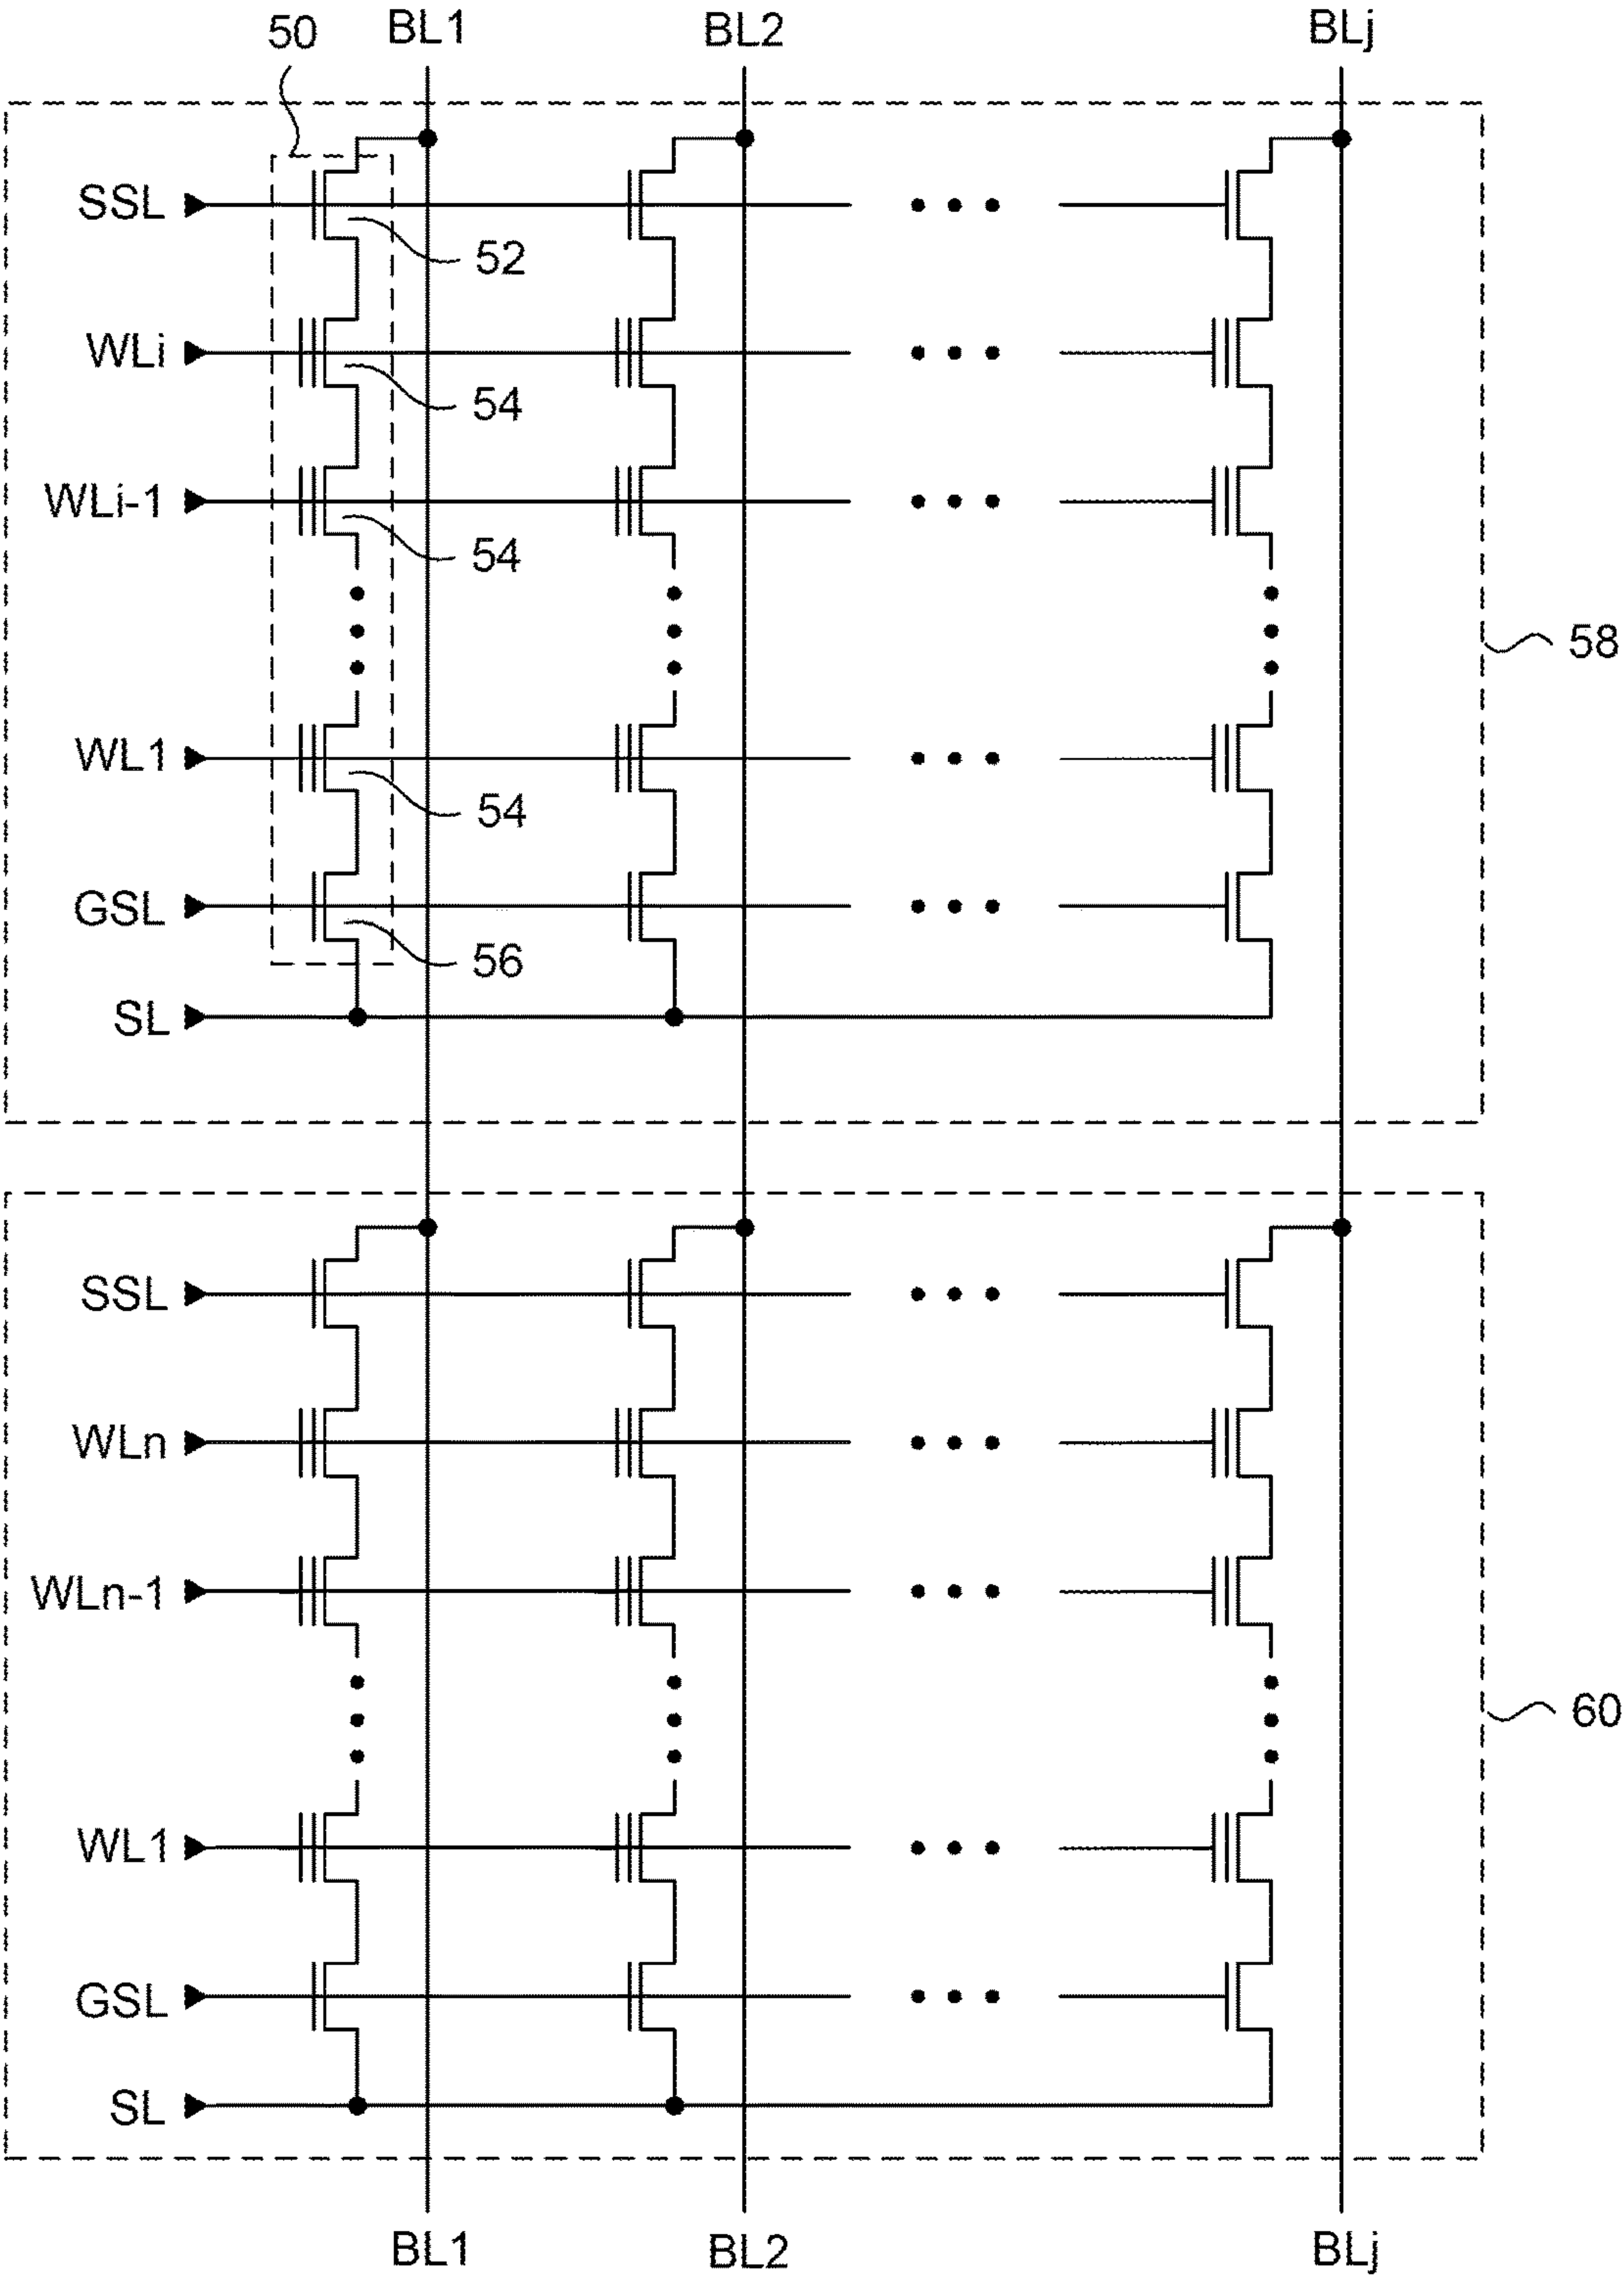 50 BL1 BL2 BLj
SSL
52
WLi
54
WLi-1
54
58
WL1
54
GSL
56
SL
SSL
WLn
WLn-1
60
WL1
GSL
SL
BL1 BL2 BLj